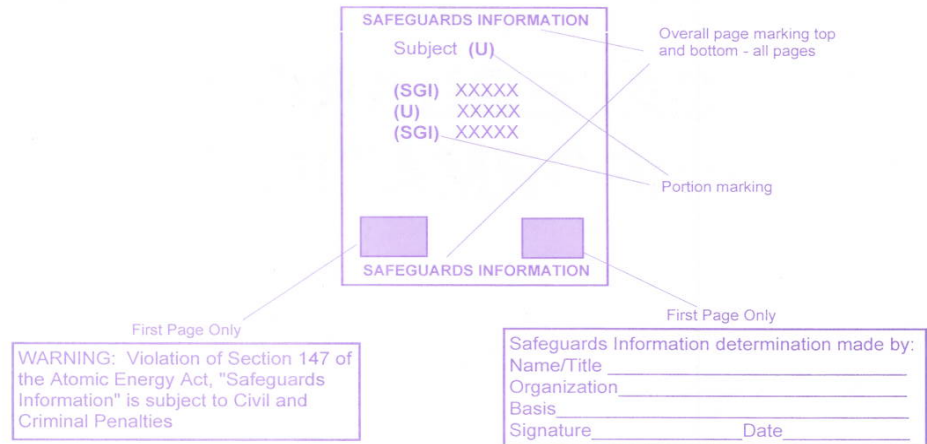 SAFEGUARDS INFORMATION
Subject (U)
Overall page marking top
and bottom - all pages
(SGI) XXXXX
(U) XXXXX
(SGI) XXXXX
Portion marking
SAFEGUARDS INFORMATION
First Page Only
WARNING: Violation of Section 147 of
the Atomic Energy Act, "Safeguards
Information" is subject to Civil and
Criminal Penalties
First Page Only
Safeguards Information determination made by:
Name/Title
Organization
Basis
Signature Date